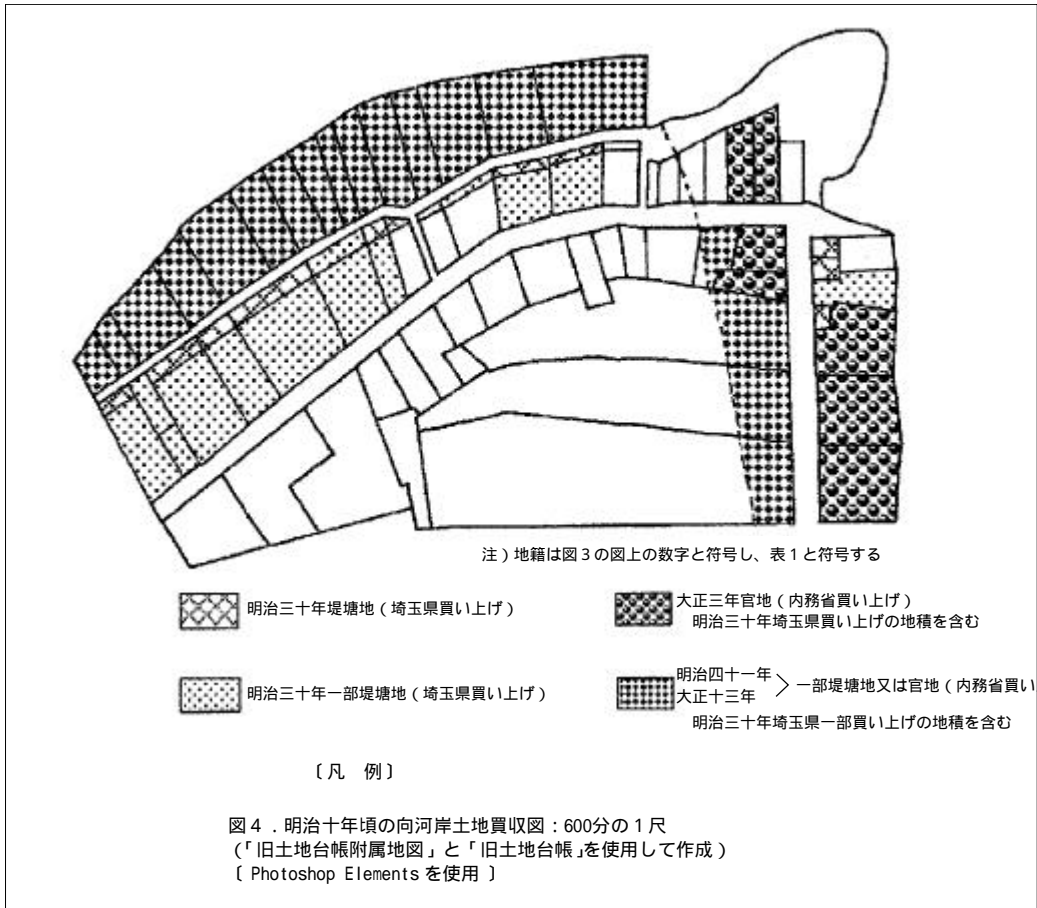 注）地籍は図３の図上の数字と符号し、表１と符号する
明治三十年堤塘地（埼玉県買い上げ）
大正三年官地（内務省買い上げ）
明治三十年埼玉県買い上げの地積を含む
明治三十年一部堤塘地（埼玉県買い上げ）
明治四十一年
大正十三年
一部堤塘地又は官地（内務省買い
明治三十年埼玉県一部買い上げの地積を含む
〔凡　例〕
図４．明治十年頃の向河岸土地買収図：600分の１尺
（「旧土地台帳附属地図」と「旧土地台帳」を使用して作成）
〔 Photoshop Elements を使用 〕